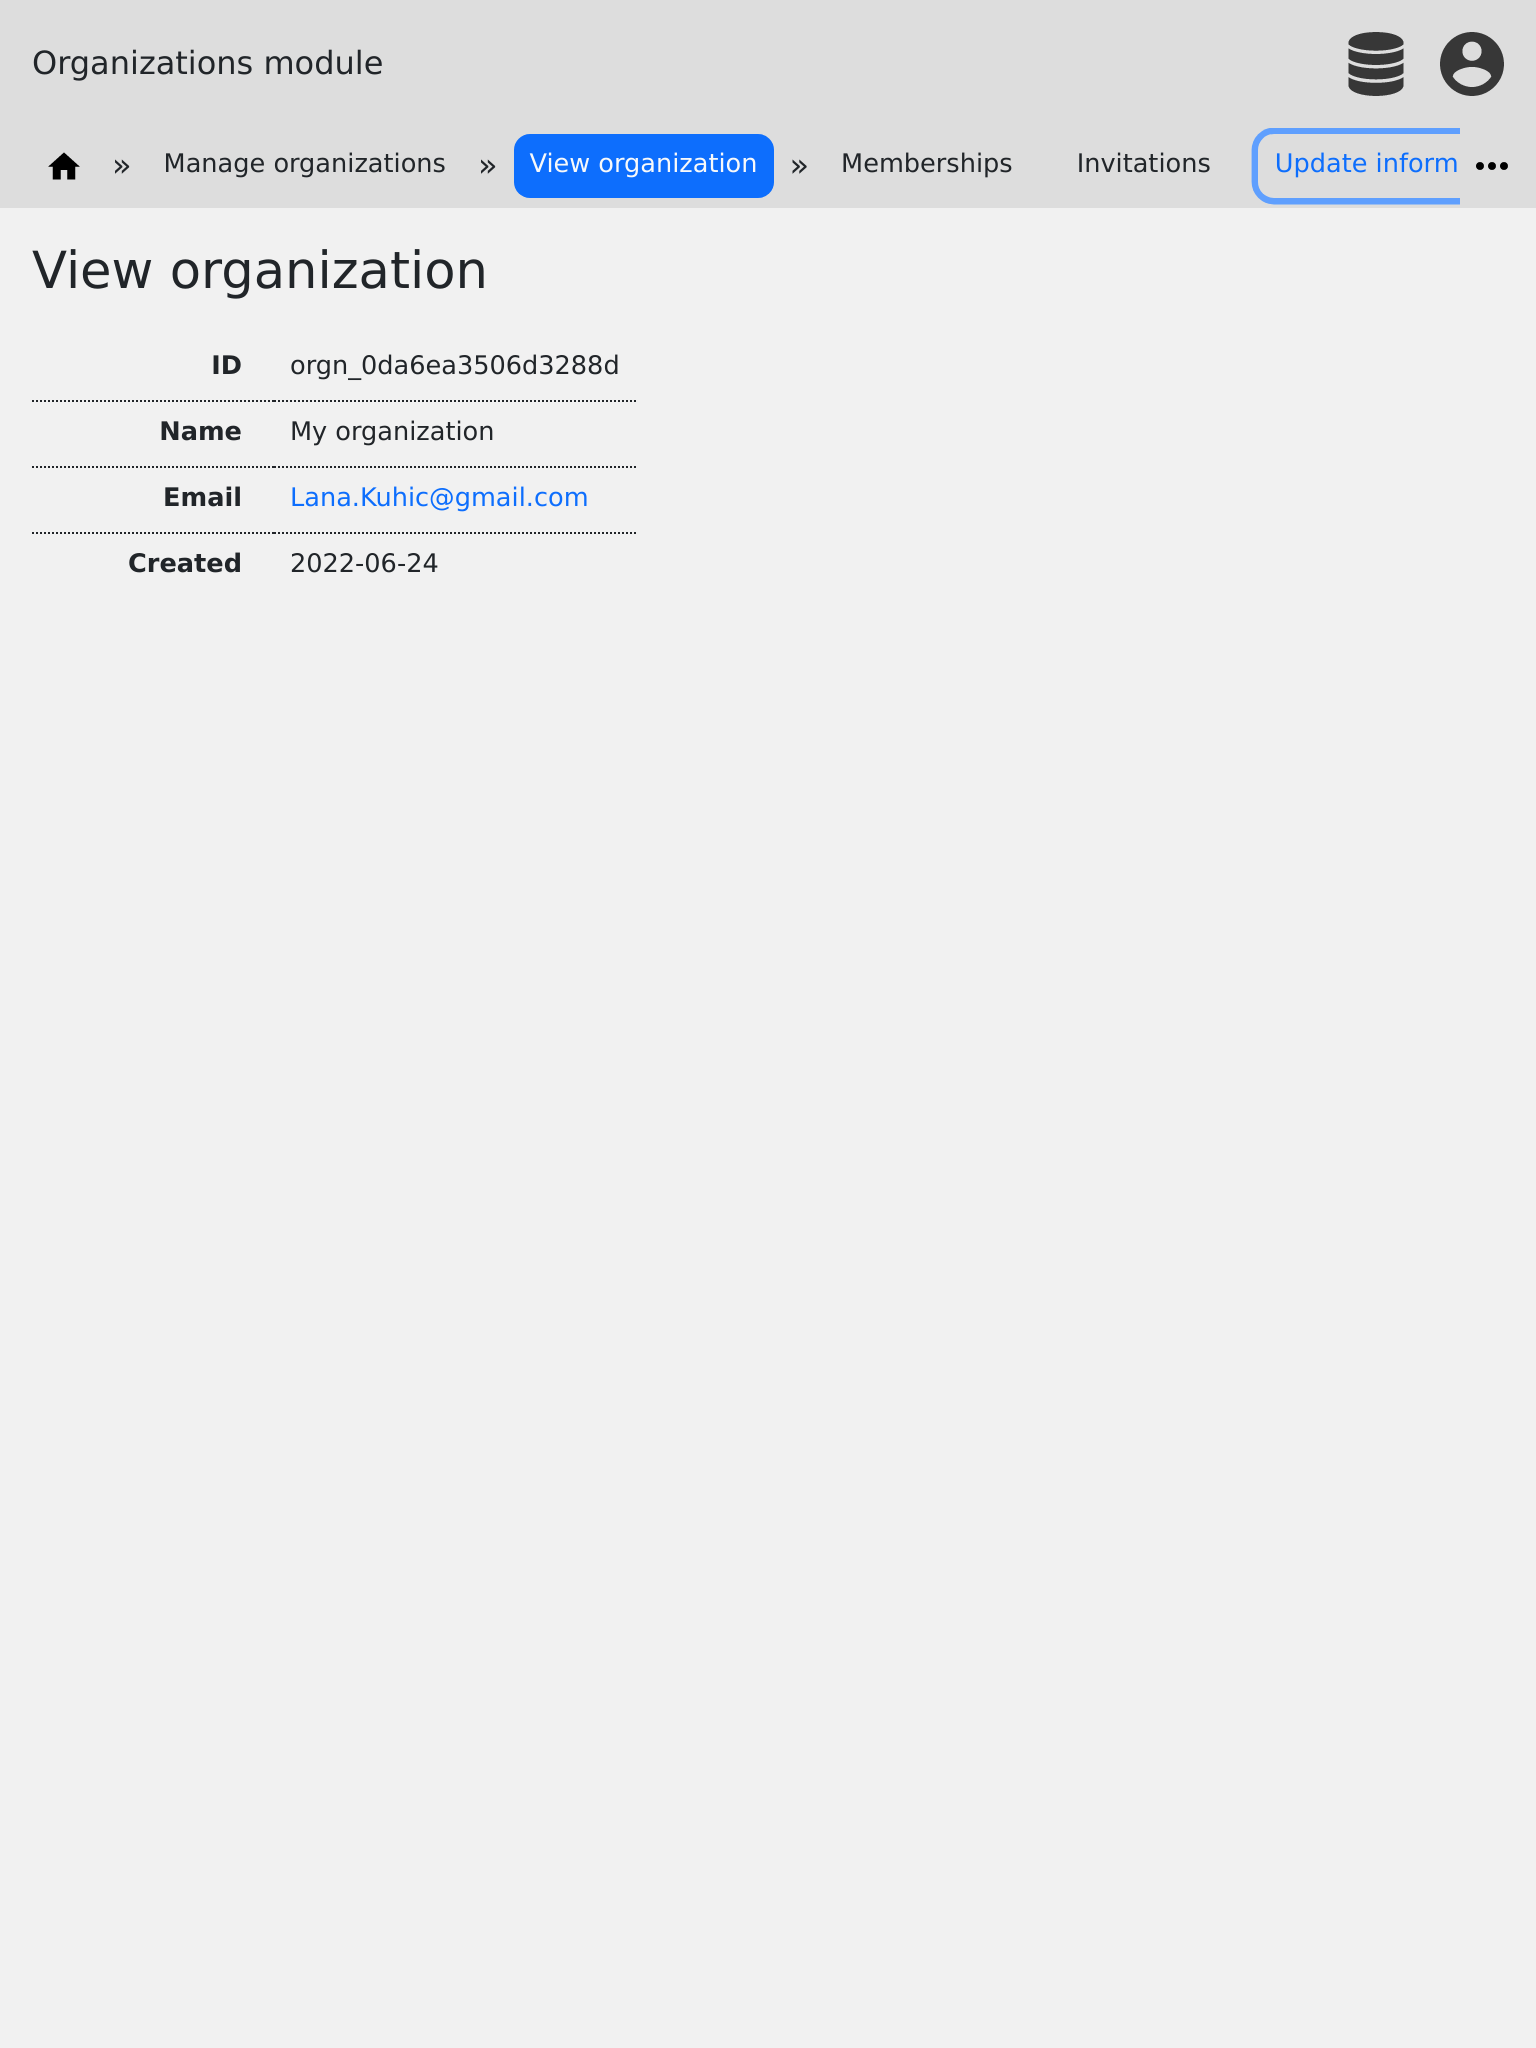 Organizations module
» Manage organizations » View organization » Memberships Invitations Update inform
View organization
ID orgn_0da6ea3506d3288d
Name My organization
Email Lana.Kuhic@gmail.com
Created 2022-06-24